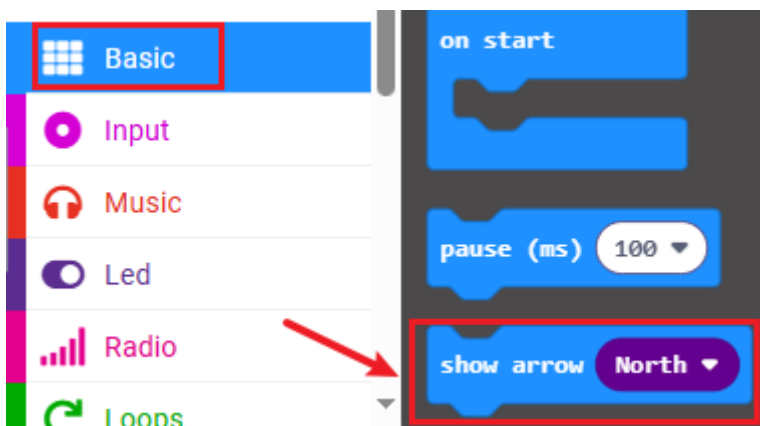 Basic
Input
Music
Led
Radio
Loops
on start
pause (ms) 100
show arrow North